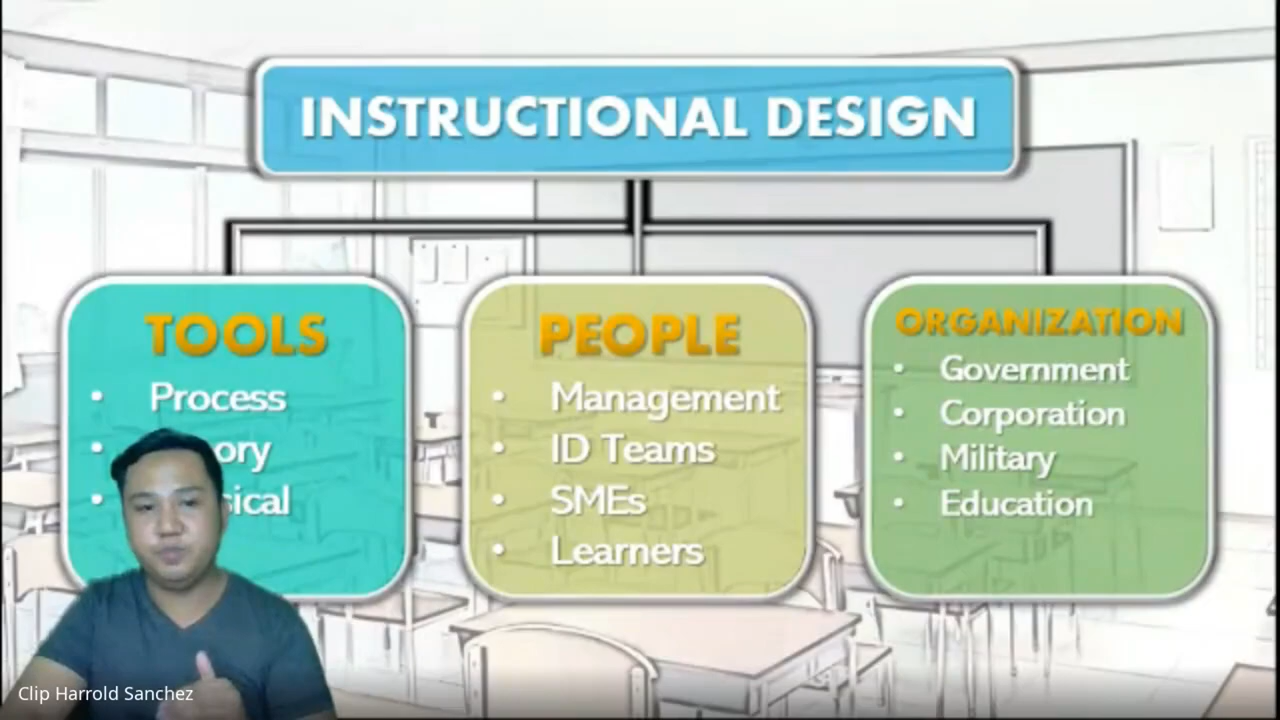 INSTRUCTIONAL DESIGN
TOOLS
• Process
•
•
PEOPLE
• Management
• ID Teams
• SMEs
• Learners
ORGANIZATION
• Government
• Corporation
• Military
• Education
Clip Harrold Sanchez